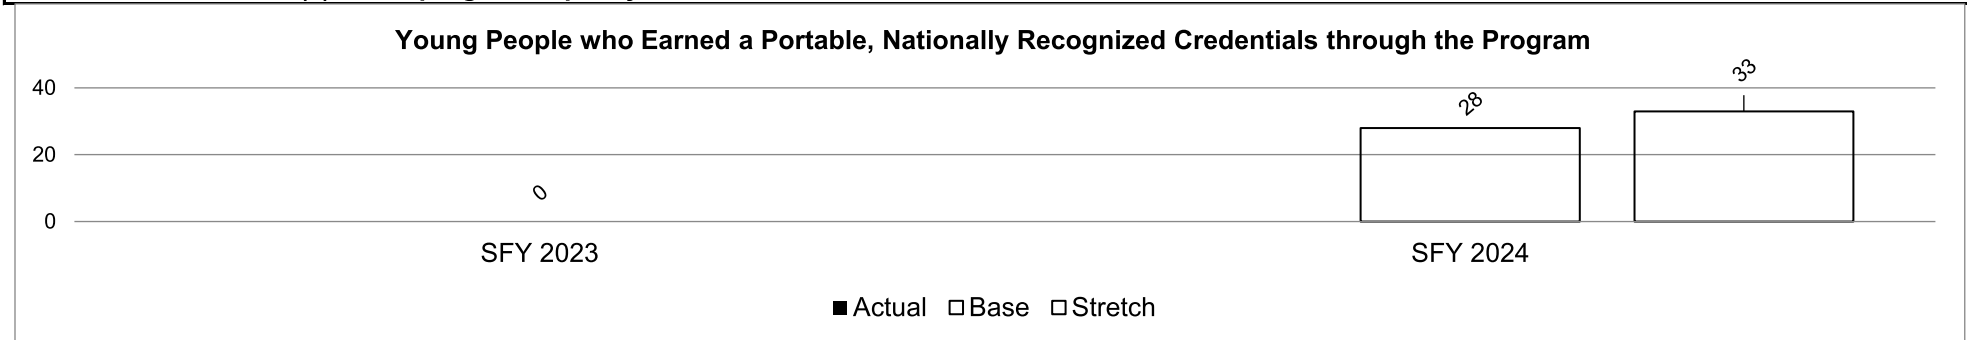 Young People who Earned a Portable, Nationally Recognized Credentials through the Program
40
20
0
0
28
33
SFY 2023
SFY 2024
Actual
Base
Stretch